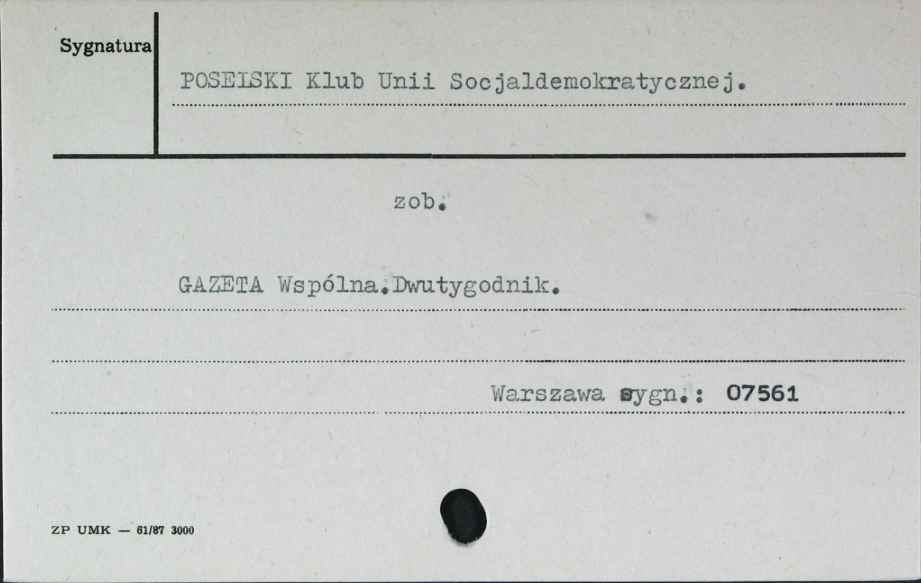 Sygnatura
POSELSKI Klub Unii Socjaldemokratycznej.
zob.
GAZETA Wspólna.Dwutygodnik.
Warszawa sygn.: 07561
ZP UMK — 61/87 3000